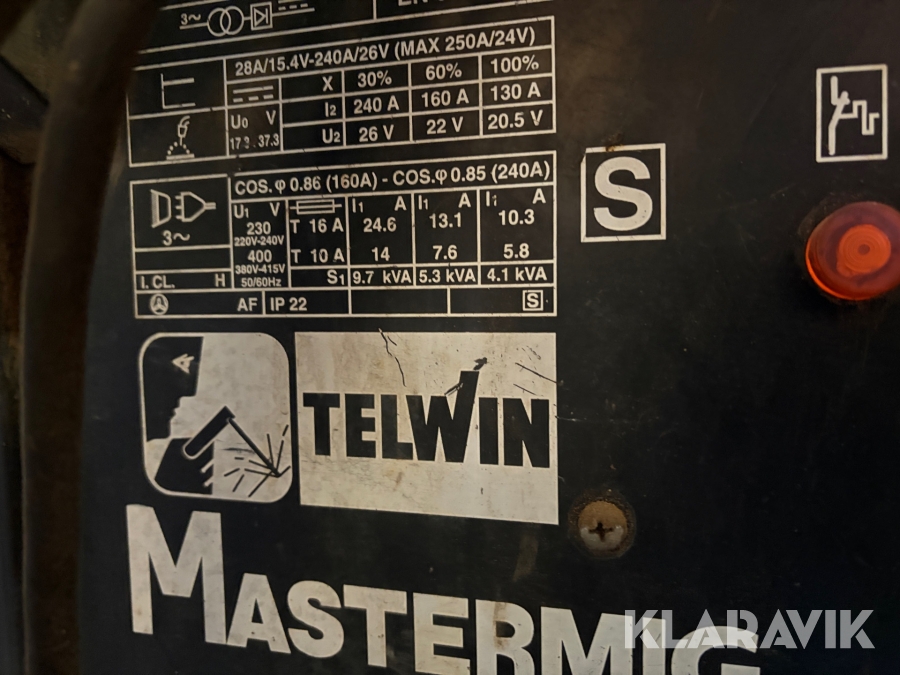 3~
28A/15.4V-240A/26V (MAX 250A/24V)
X 30% 60% 100%
U0 V I2 240 A 160 A 130 A
U2 26 V 22 V 20.5 V
COS. φ 0.86 (160A) - COS.φ 0.85 (240A)
U1 V I1 A I1 A I1 A
230 T 16 A 24.6 13.1 10.3
220V-240V
400 T 10 A 14 7.6 5.8
3~
380V-415V
I. CL. H 50/60Hz S1 9.7 kVA 5.3 kVA 4.1 kVA
AF IP 22 S
S
TELWIN
MASTERMIG
KLARAVIK